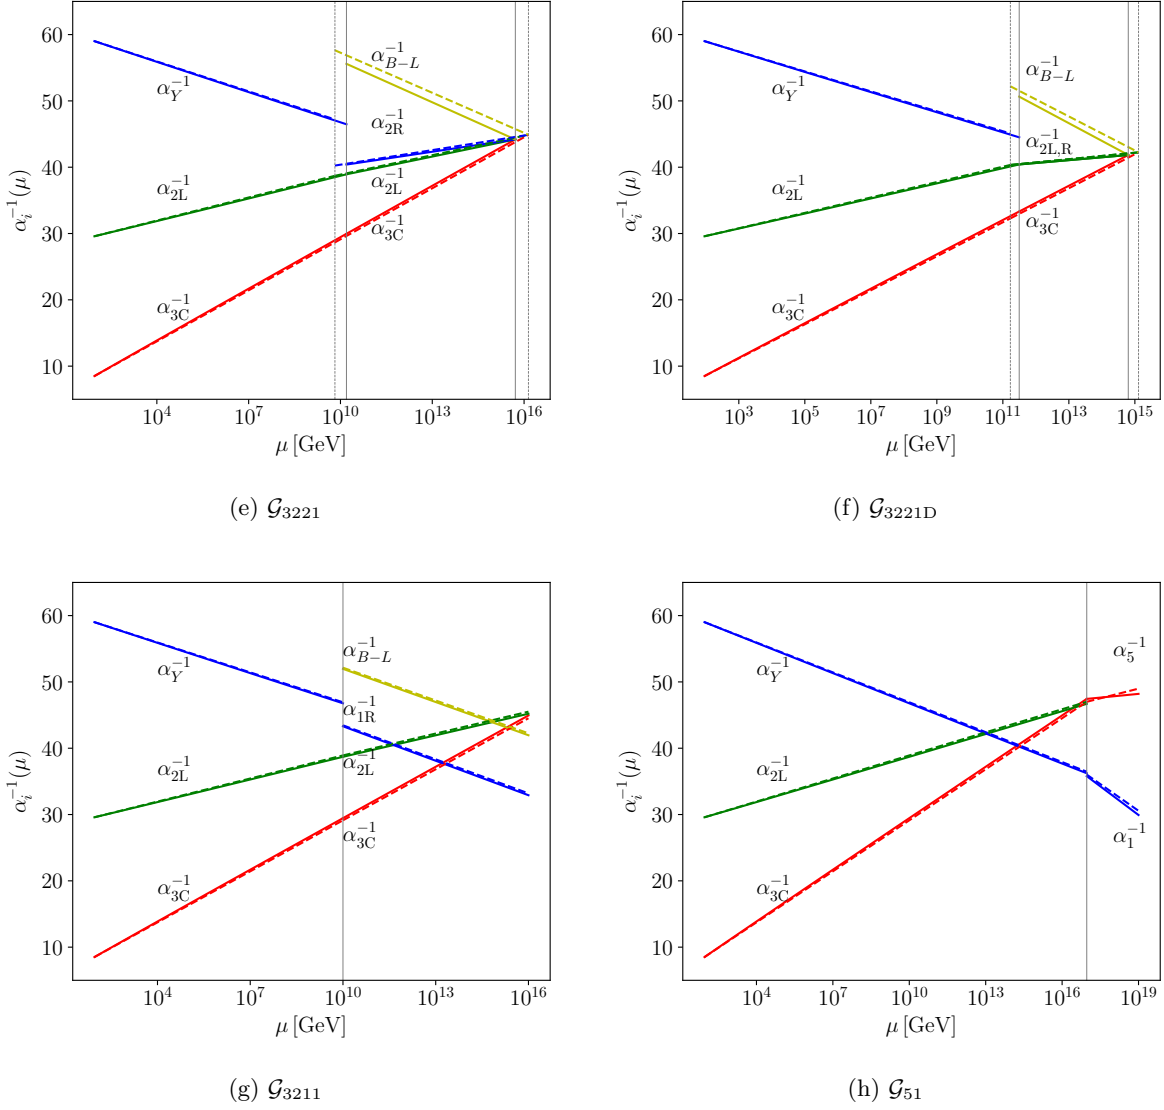 60
50
40
30
20
10
α_i^{-1}(μ)
α_Y^{-1}
α_{B−L}^{-1}
α_{2R}^{-1}
α_{2L}^{-1}
α_{2L}^{-1}
α_{3C}^{-1}
α_{3C}^{-1}
10^4 10^7 10^{10} 10^{13} 10^{16}
μ [GeV]
(e) 𝒢_{3221}
60
50
40
30
20
10
α_i^{-1}(μ)
α_Y^{-1}
α_{B−L}^{-1}
α_{2L,R}^{-1}
α_{2L}^{-1}
α_{3C}^{-1}
α_{3C}^{-1}
10^3 10^5 10^7 10^9 10^{11} 10^{13} 10^{15}
μ [GeV]
(f) 𝒢_{3221D}
60
50
40
30
20
10
α_i^{-1}(μ)
α_Y^{-1}
α_{B−L}^{-1}
α_{1R}^{-1}
α_{2L}^{-1}
α_{2L}^{-1}
α_{3C}^{-1}
α_{3C}^{-1}
10^4 10^7 10^{10} 10^{13} 10^{16}
μ [GeV]
(g) 𝒢_{3211}
60
50
40
30
20
10
α_i^{-1}(μ)
α_Y^{-1}
α_5^{-1}
α_{2L}^{-1}
α_1^{-1}
α_{3C}^{-1}
10^4 10^7 10^{10} 10^{13} 10^{16} 10^{19}
μ [GeV]
(h) 𝒢_{51}